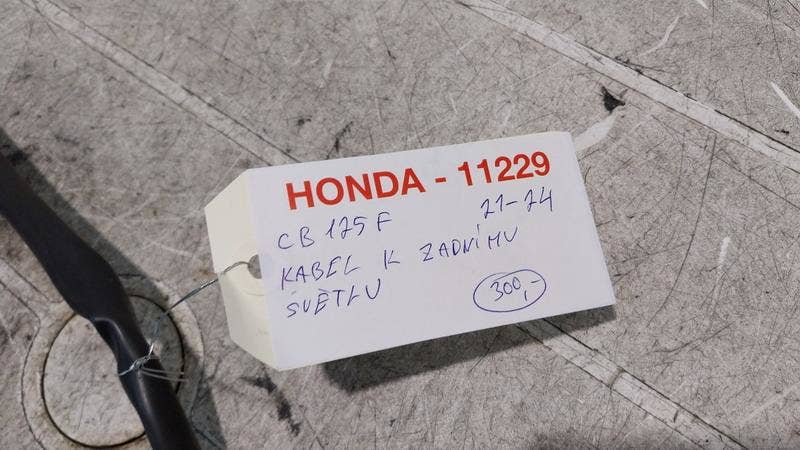 HONDA - 11229
CB 125 F 21-24
KABEL K ZADNÍMU
SVĚTLU
300,-